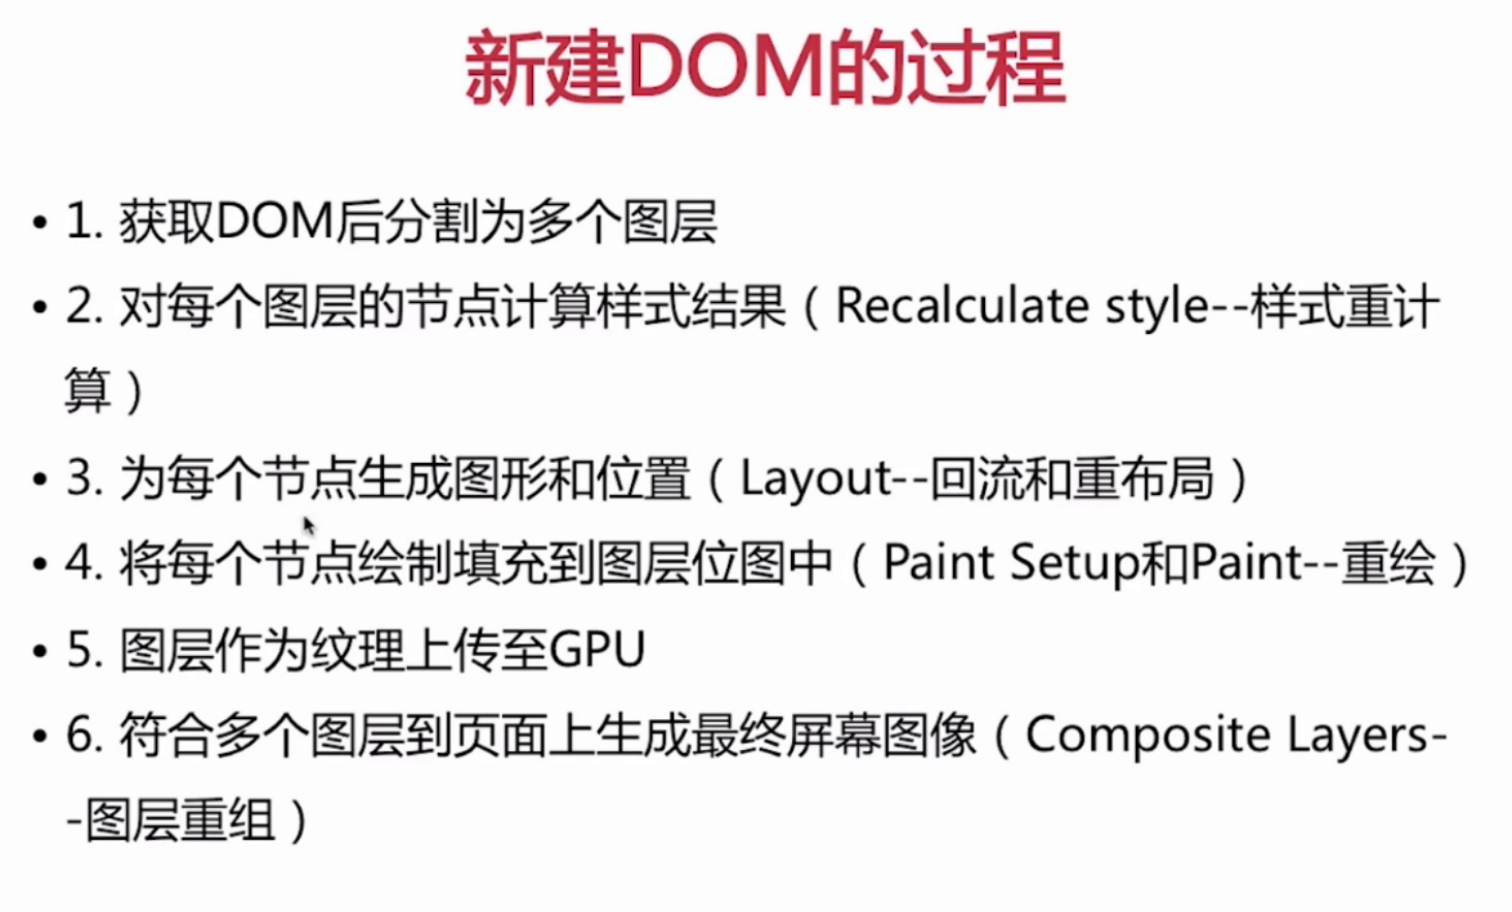 新建DOM的过程
• 1. 获取DOM后分割为多个图层
• 2. 对每个图层的节点计算样式结果（Recalculate style--样式重计
算）
• 3. 为每个节点生成图形和位置（Layout--回流和重布局）
• 4. 将每个节点绘制填充到图层位图中（Paint Setup和Paint--重绘）
• 5. 图层作为纹理上传至GPU
• 6. 符合多个图层到页面上生成最终屏幕图像（Composite Layers-
-图层重组）